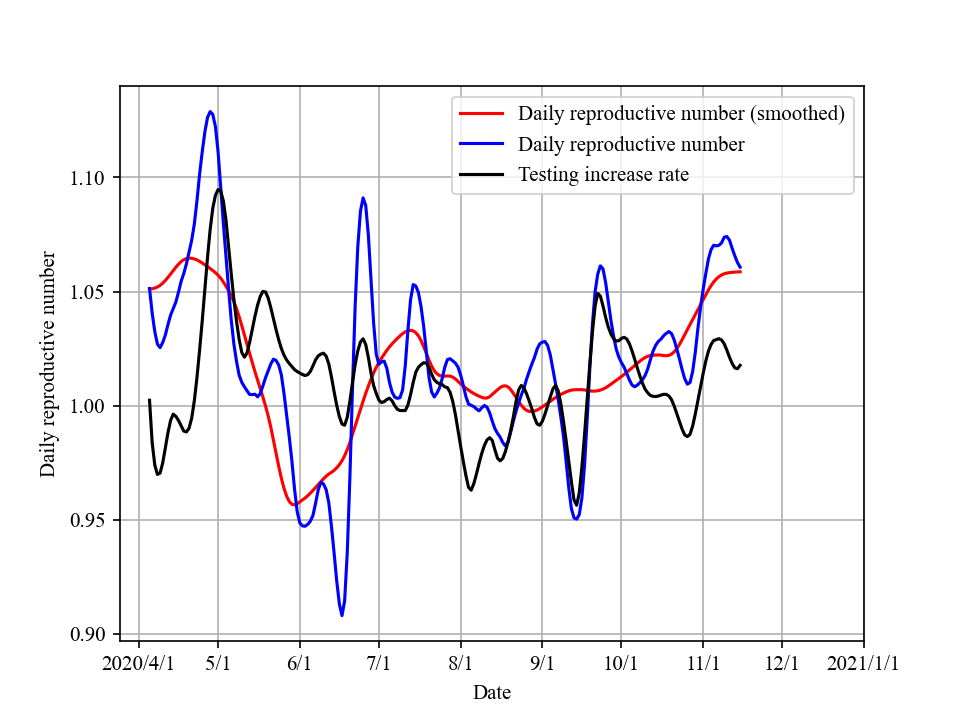 Daily reproductive number (smoothed)
Daily reproductive number
Testing increase rate
Daily reproductive number
1.10
1.05
1.00
0.95
0.90
2020/4/1 5/1 6/1 7/1 8/1 9/1 10/1 11/1 12/1 2021/1/1
Date